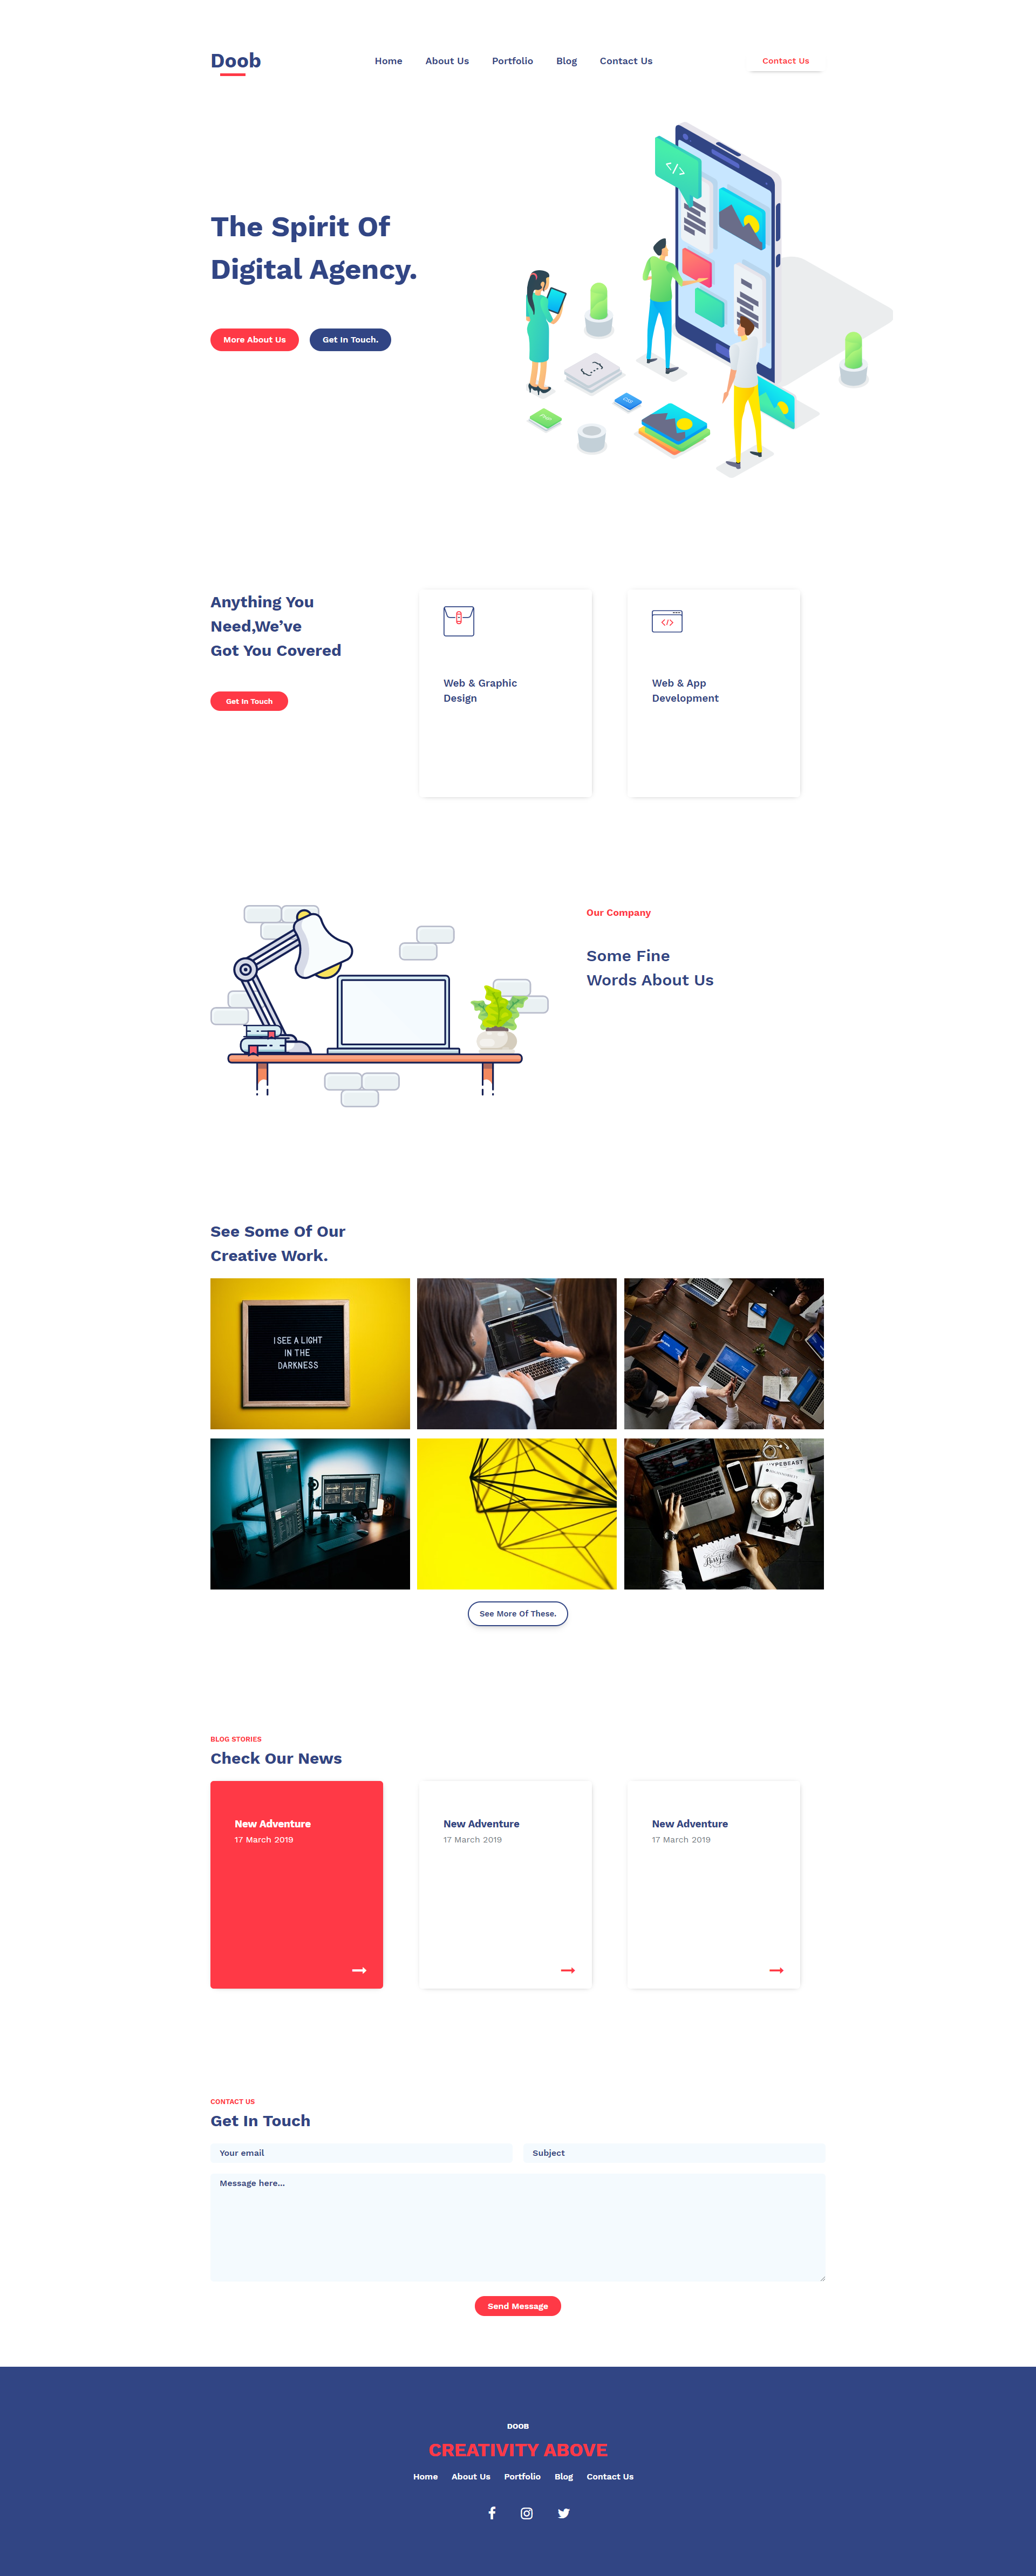 Doob
Home About Us Portfolio Blog Contact Us
Contact Us
</>
The Spirit Of
Digital Agency.
More About Us Get In Touch.
PHP
CSS
Anything You
Need,We’ve
Got You Covered
Get In Touch
Web & Graphic
Design
</>
Web & App
Development
Our Company
Some Fine
Words About Us
See Some Of Our
Creative Work.
I SEE A LIGHT
IN THE
DARKNESS
HYPEBEAST
See More Of These.
BLOG STORIES
Check Our News
New Adventure
17 March 2019
New Adventure
17 March 2019
New Adventure
17 March 2019
CONTACT US
Get In Touch
Your email
Subject
Message here...
Send Message
DOOB
CREATIVITY ABOVE
Home About Us Portfolio Blog Contact Us